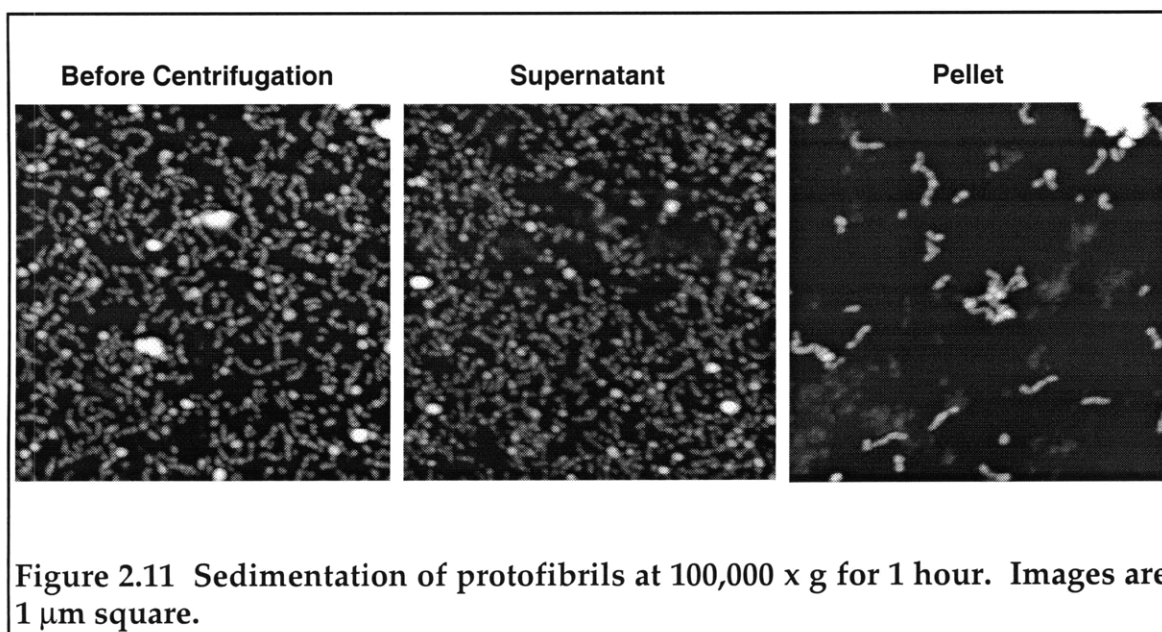 Before Centrifugation Supernatant Pellet
Figure 2.11 Sedimentation of protofibrils at 100,000 x g for 1 hour. Images are
1 μm square.